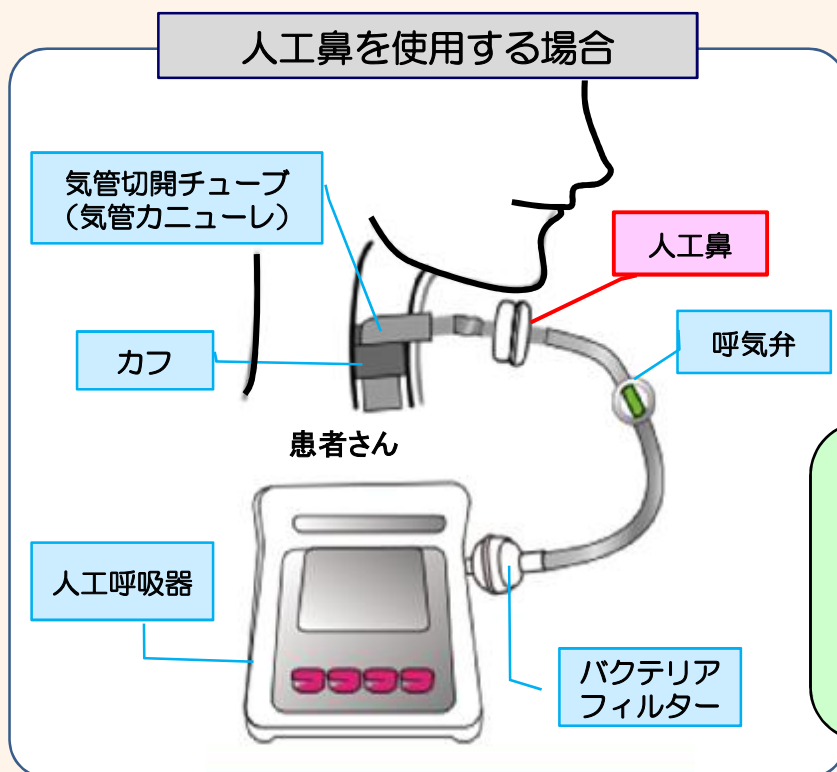 人工鼻を使用する場合
気管切開チューブ
（気管カニューレ）
人工鼻
呼気弁
カフ
患者さん
人工呼吸器
バクテリア
フィルター